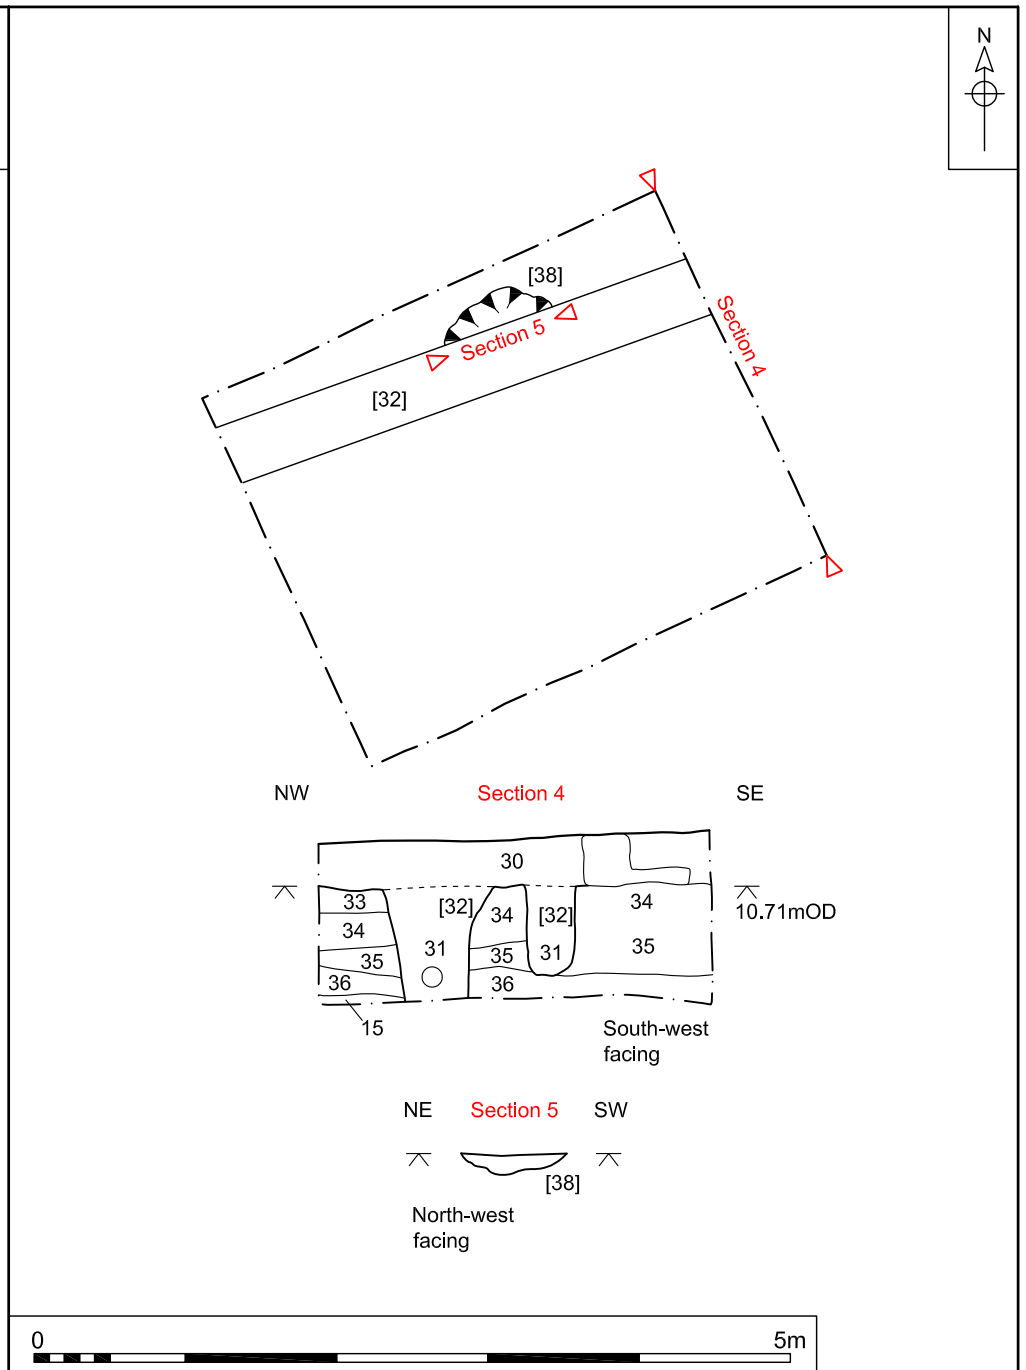 N
[38]
Section 5
Section 4
[32]
NW Section 4 SE
30
33 [32] 34 [32] 34
10.71mOD
34 31 31 35
35 35
36 36
15
South-west
facing
NE Section 5 SW
[38]
North-west
facing
0 5m